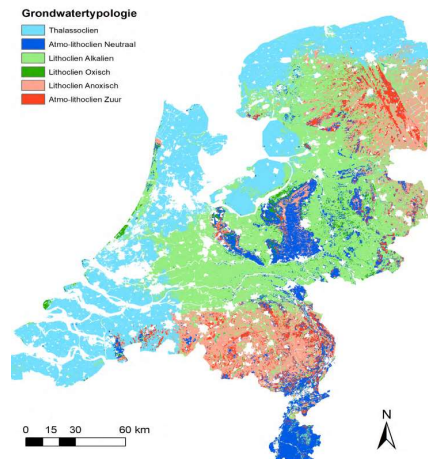 Grondwatertypologie
Thalassoclien
Atmo-lithoclien Neutraal
Lithoclien Alkalien
Lithoclien Oxisch
Lithoclien Anoxisch
Atmo-lithoclien Zuur
N
0 15 30 60 km